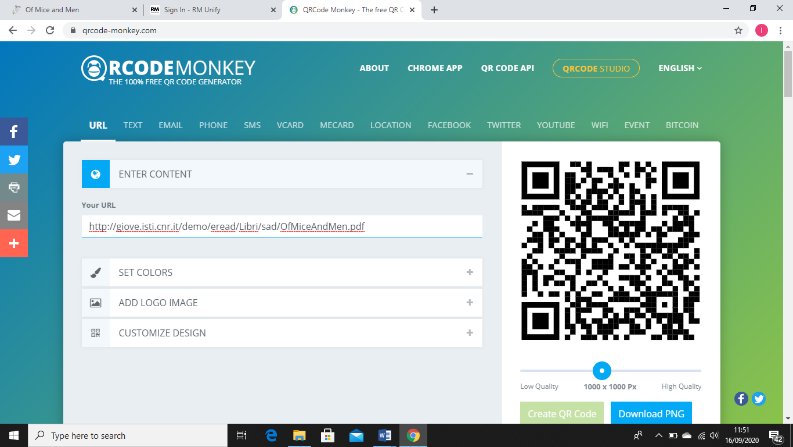 Of Mice and Men
RM Sign In - RM Unify
QRCode Monkey - The free QR C
qrcode-monkey.com
QRCODEMONKEY
THE 100% FREE QR CODE GENERATOR
ABOUT CHROME APP QR CODE API QRCODE STUDIO ENGLISH
URL TEXT EMAIL PHONE SMS VCARD MECARD LOCATION FACEBOOK TWITTER YOUTUBE WIFI EVENT BITCOIN
ENTER CONTENT
Your URL
http://giove.isti.cnr.it/demo/eread/Libri/sad/OfMiceAndMen.pdf
SET COLORS
ADD LOGO IMAGE
CUSTOMIZE DESIGN
Low Quality 1000 x 1000 Px High Quality
Create QR Code Download PNG
Type here to search
11:51
16/09/2020
42